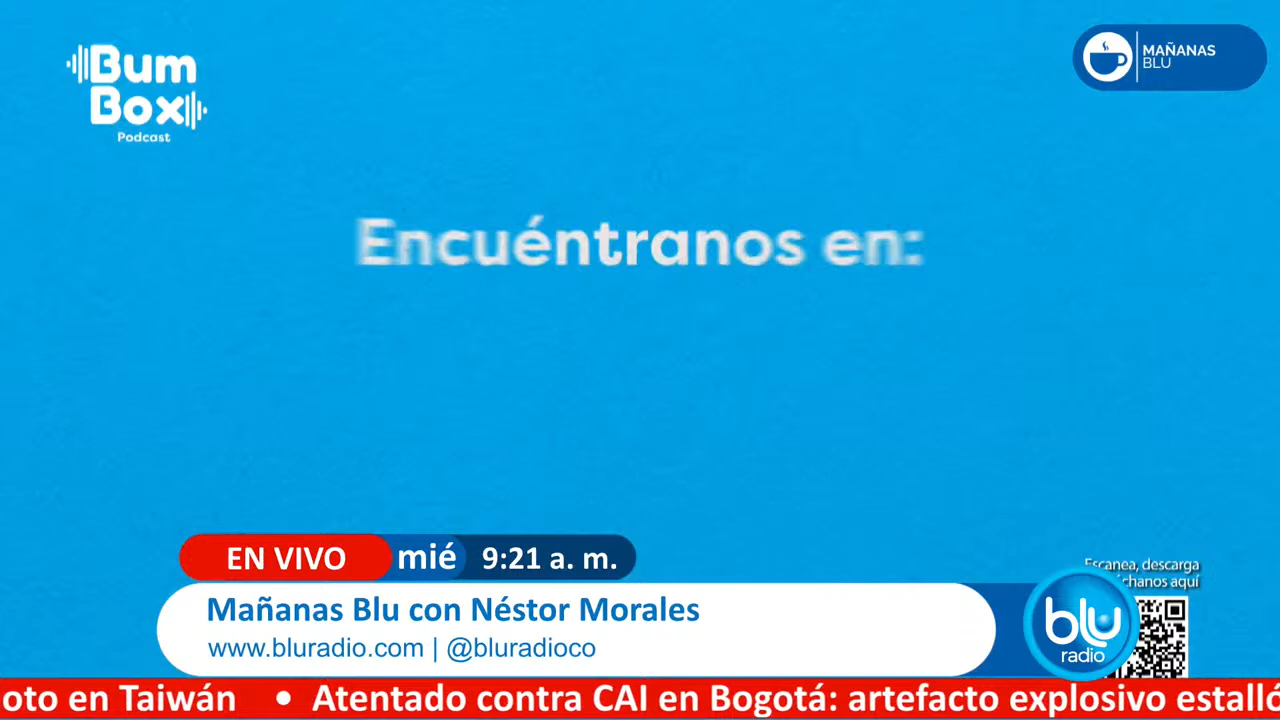 Bum
Box
Podcast
MAÑANAS
BLU
Encuéntranos en:
EN VIVO mié 9:21 a. m.
Mañanas Blu con Néstor Morales
www.bluradio.com | @bluradioco
Escanea, descarga
aquí
blu
radio
en Taiwán • Atentado contra CAI en Bogotá: artefacto explosivo estalló